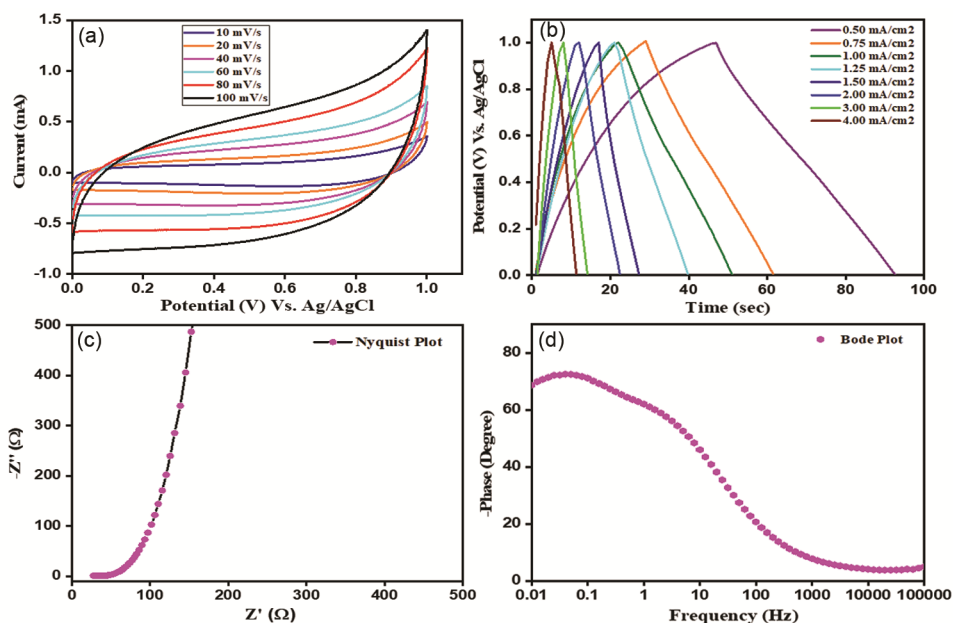 (a)
10 mV/s
20 mV/s
40 mV/s
60 mV/s
80 mV/s
100 mV/s
1.5
1.0
0.5
0.0
-0.5
-1.0
Current (mA)
0.0 0.2 0.4 0.6 0.8 1.0
Potential (V) Vs. Ag/AgCl
(b)
0.50 mA/cm2
0.75 mA/cm2
1.00 mA/cm2
1.25 mA/cm2
1.50 mA/cm2
2.00 mA/cm2
3.00 mA/cm2
4.00 mA/cm2
1.0
0.8
0.6
0.4
0.2
0.0
Potential (V) Vs. Ag/AgCl
0 20 40 60 80 100
Time (sec)
(c)
Nyquist Plot
500
400
300
200
100
0
-Z'' (Ω)
0 100 200 300 400 500
Z' (Ω)
(d)
Bode Plot
80
60
40
20
0
-Phase (Degree)
0.01 0.1 1 10 100 1000 10000 100000
Frequency (Hz)